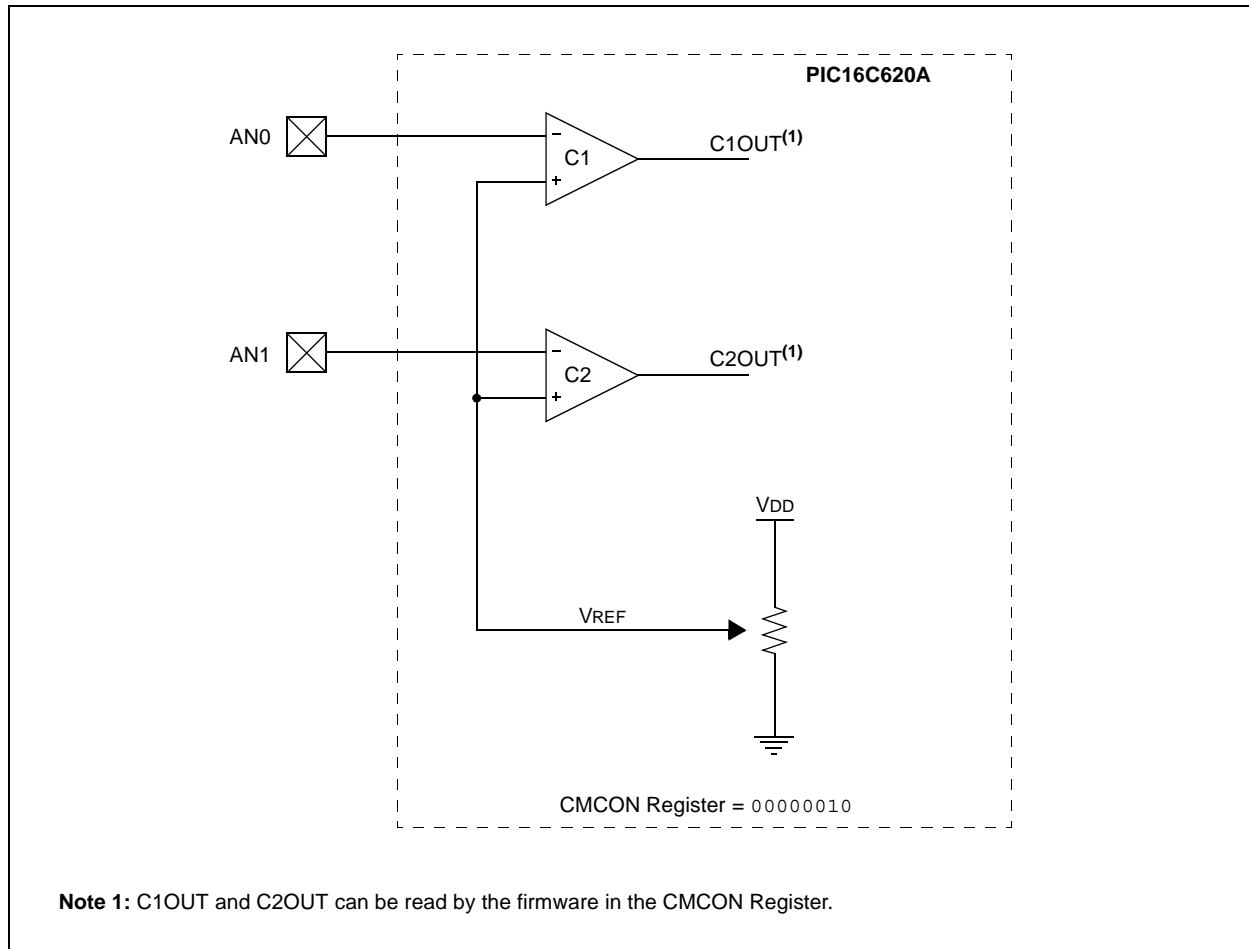 PIC16C620A
AN0
−
C1
+
C1OUT(1)
AN1
−
C2
+
C2OUT(1)
VDD
VREF
CMCON Register = 00000010
Note 1: C1OUT and C2OUT can be read by the firmware in the CMCON Register.